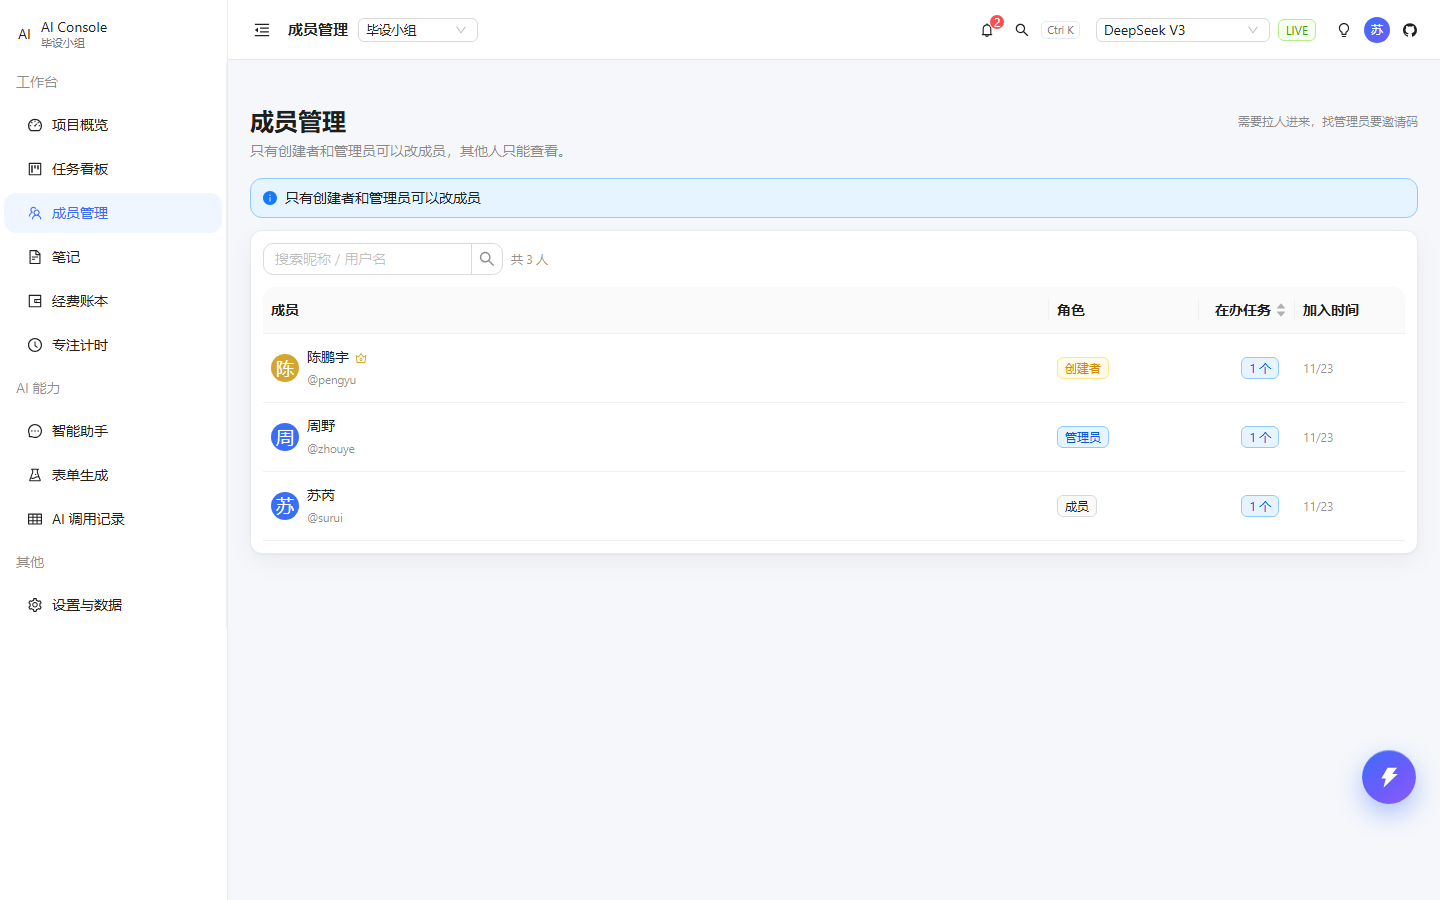 AI
AI Console
毕设小组
工作台
项目概览
任务看板
成员管理
笔记
经费账本
专注计时
AI 能力
智能助手
表单生成
AI 调用记录
其他
设置与数据
成员管理
毕设小组
2
Ctrl K
DeepSeek V3
LIVE
苏
成员管理
只有创建者和管理员可以改成员，其他人只能查看。
需要拉人进来，找管理员要邀请码
只有创建者和管理员可以改成员
搜索昵称 / 用户名
共 3 人
成员 角色 在办任务 加入时间
陈
陈鹏宇
@pengyu
创建者
1 个
11/23
周
周野
@zhouye
管理员
1 个
11/23
苏
苏芮
@surui
成员
1 个
11/23